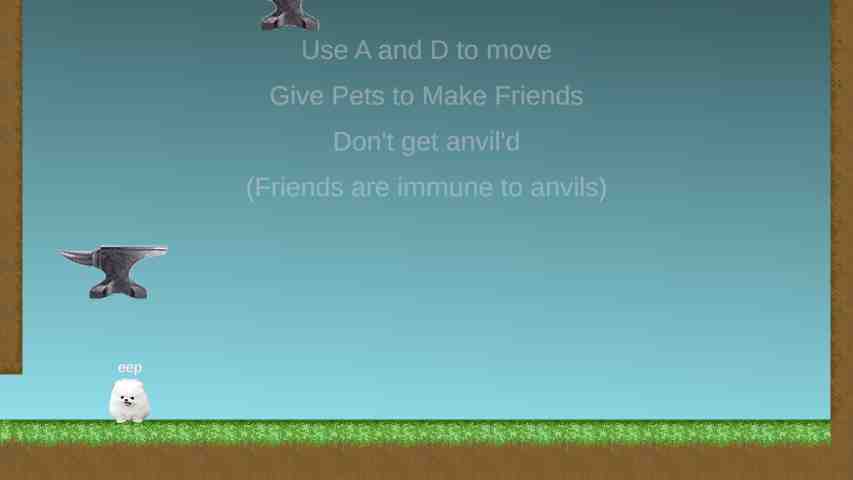 Use A and D to move
Give Pets to Make Friends
Don't get anvil'd
(Friends are immune to anvils)
eep